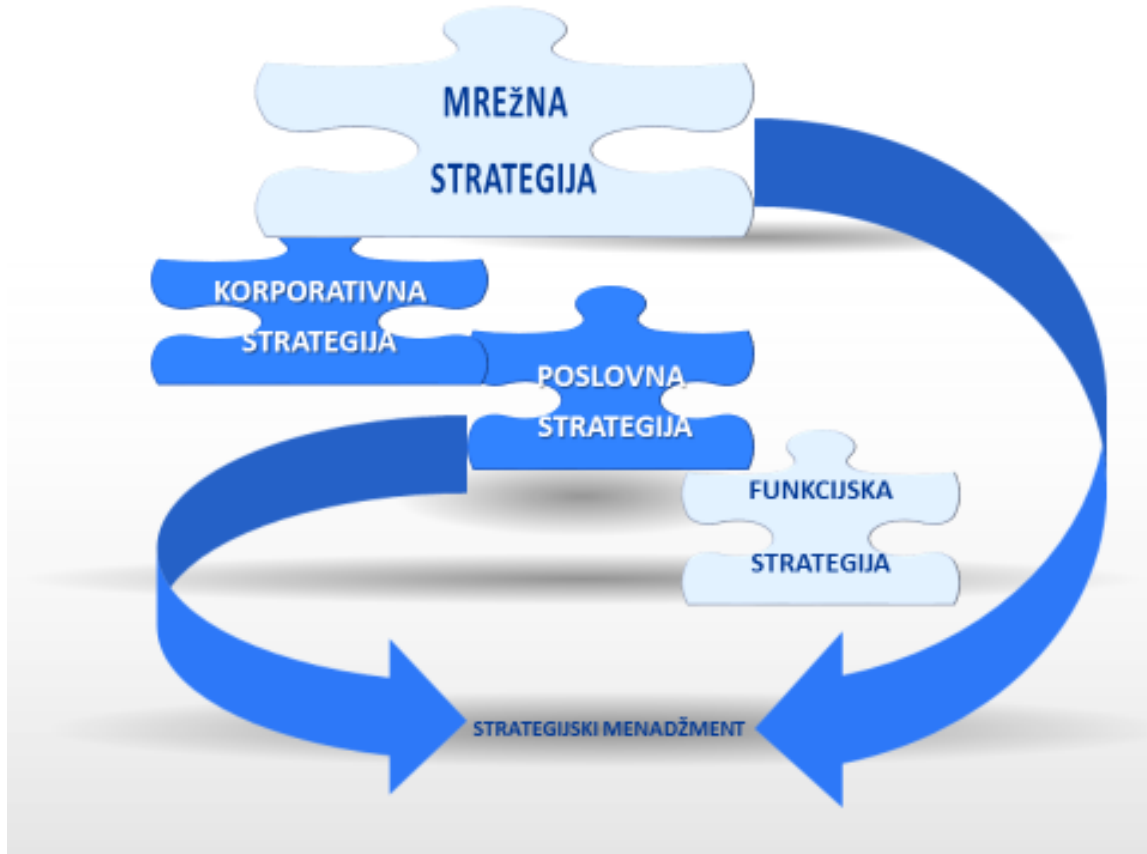 MREžNA
STRATEGIJA
KORPORATIVNA
STRATEGIJA
POSLOVNA
STRATEGIJA
FUNKCIJSKA
STRATEGIJA
STRATEGIJSKI MENADŽMENT